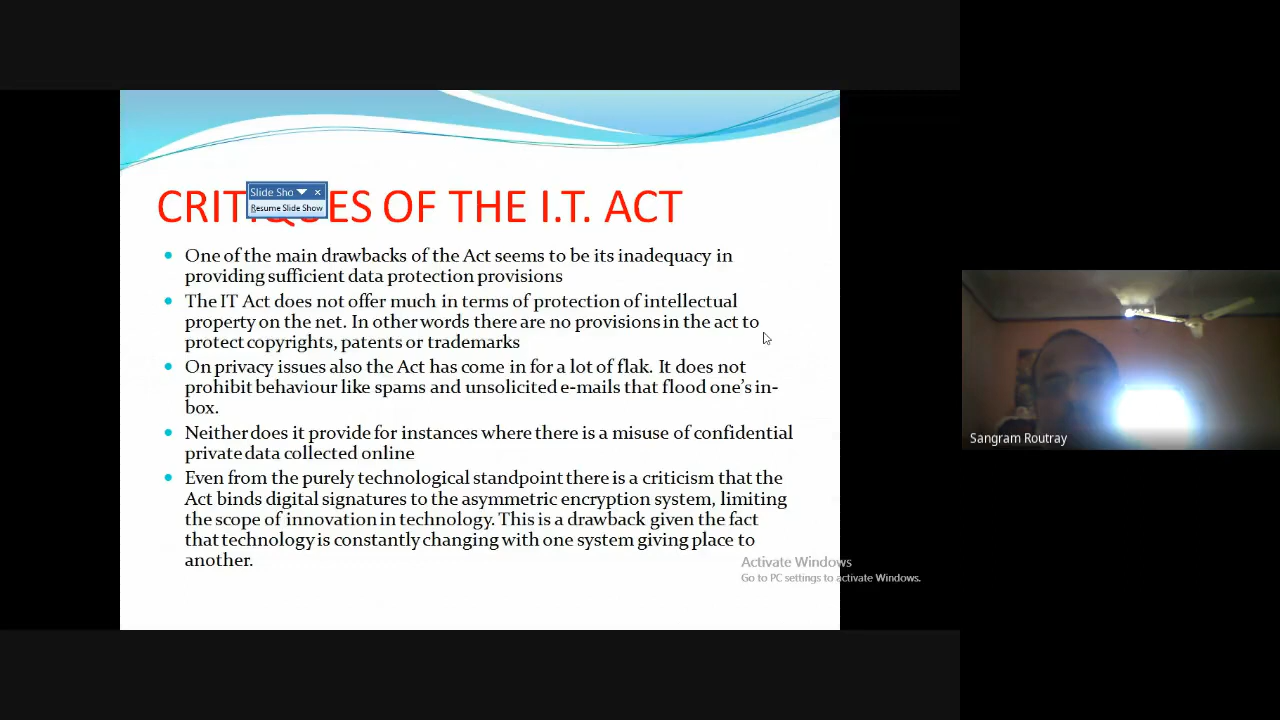 CRITIQUES OF THE I.T. ACT
Slide Sho
Resume Slide Show
One of the main drawbacks of the Act seems to be its inadequacy in
providing sufficient data protection provisions
The IT Act does not offer much in terms of protection of intellectual
property on the net. In other words there are no provisions in the act to
protect copyrights, patents or trademarks
On privacy issues also the Act has come in for a lot of flak. It does not
prohibit behaviour like spams and unsolicited e-mails that flood one's in-
box.
Neither does it provide for instances where there is a misuse of confidential
private data collected online
Even from the purely technological standpoint there is a criticism that the
Act binds digital signatures to the asymmetric encryption system, limiting
the scope of innovation in technology. This is a drawback given the fact
that technology is constantly changing with one system giving place to
another.
Activate Windows
Go to PC settings to activate Windows.
Sangram Routray